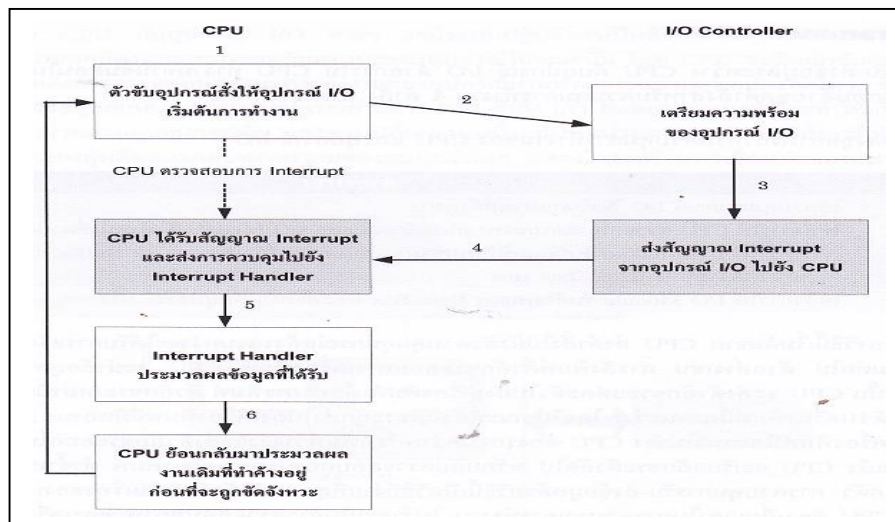 CPU
I/O Controller
1
ตัวขับอุปกรณ์สั่งให้อุปกรณ์ I/O
เริ่มต้นการทำงาน
2
เตรียมความพร้อม
ของอุปกรณ์ I/O
CPU ตรวจสอบการ Interrupt
3
CPU ได้รับสัญญาณ Interrupt
และส่งการควบคุมไปยัง
Interrupt Handler
4
ส่งสัญญาณ Interrupt
จากอุปกรณ์ I/O ไปยัง CPU
5
Interrupt Handler
ประมวลผลข้อมูลที่ได้รับ
6
CPU ย้อนกลับมาประมวลผล
งานเดิมที่ทำค้างอยู่
ก่อนที่จะถูกขัดจังหวะ